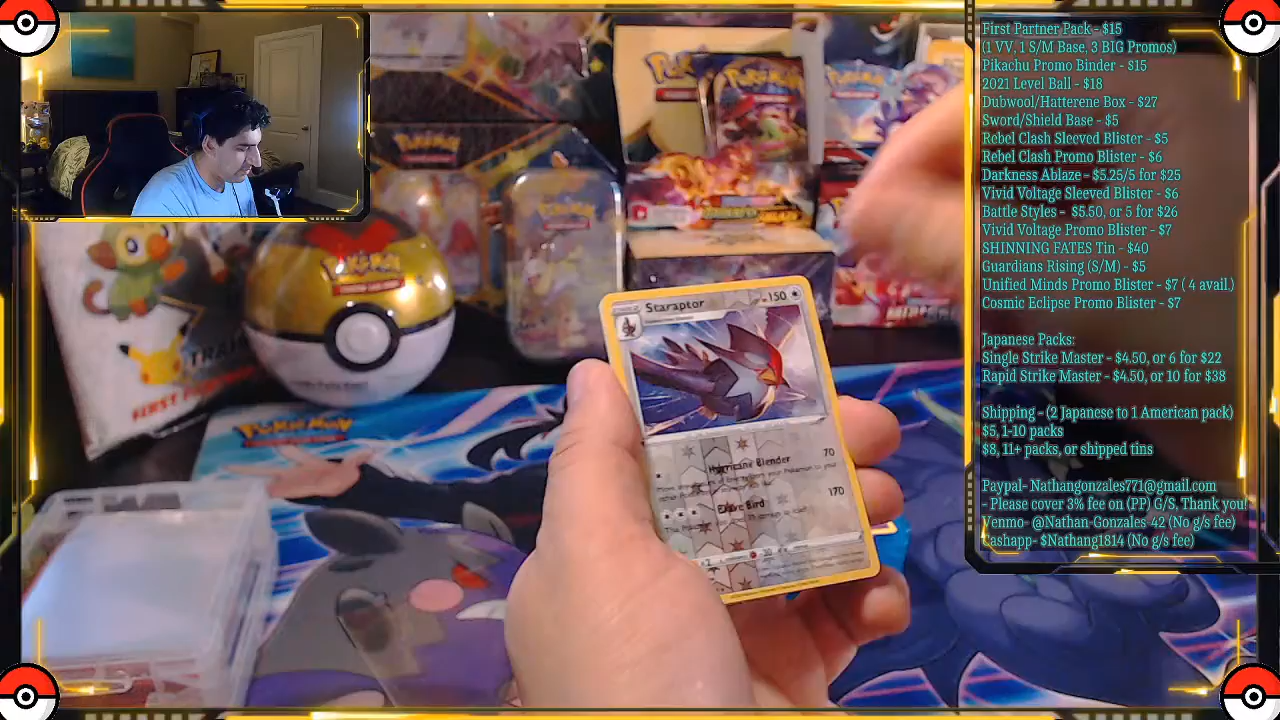 First Partner Pack - $15
(1 VV, 1 S/M Base, 3 BIG Promos)
Pikachu Promo Binder - $15
2021 Level Ball - $18
Dubwool/Hatterene Box - $27
Sword/Shield Base - $5
Rebel Clash Sleeved Blister - $5
Rebel Clash Promo Blister - $6
Darkness Ablaze - $5.25/5 for $25
Vivid Voltage Sleeved Blister - $6
Battle Styles - $5.50, or 5 for $26
Vivid Voltage Promo Blister - $7
SHINNING FATES Tin - $40
Guardians Rising (S/M) - $5
Unified Minds Promo Blister - $7 ( 4 avail.)
Cosmic Eclipse Promo Blister - $7
Japanese Packs:
Single Strike Master - $4.50, or 6 for $22
Rapid Strike Master - $4.50, or 10 for $38
Shipping - (2 Japanese to 1 American pack)
$5, 1-10 packs
$8, 11+ packs, or shipped tins
Paypal- Nathangonzales771@gmail.com
- Please cover 3% fee on (PP) G/S, Thank you!
Venmo- @Nathan-Gonzales-42 (No g/s fee)
Cashapp- $Nathang1814 (No g/s fee)
Staraptor 150
Hurricane Blender 70
170
Pokémon
Pokémon
Pokémon
Pokémon
POKÉMON
FIRST